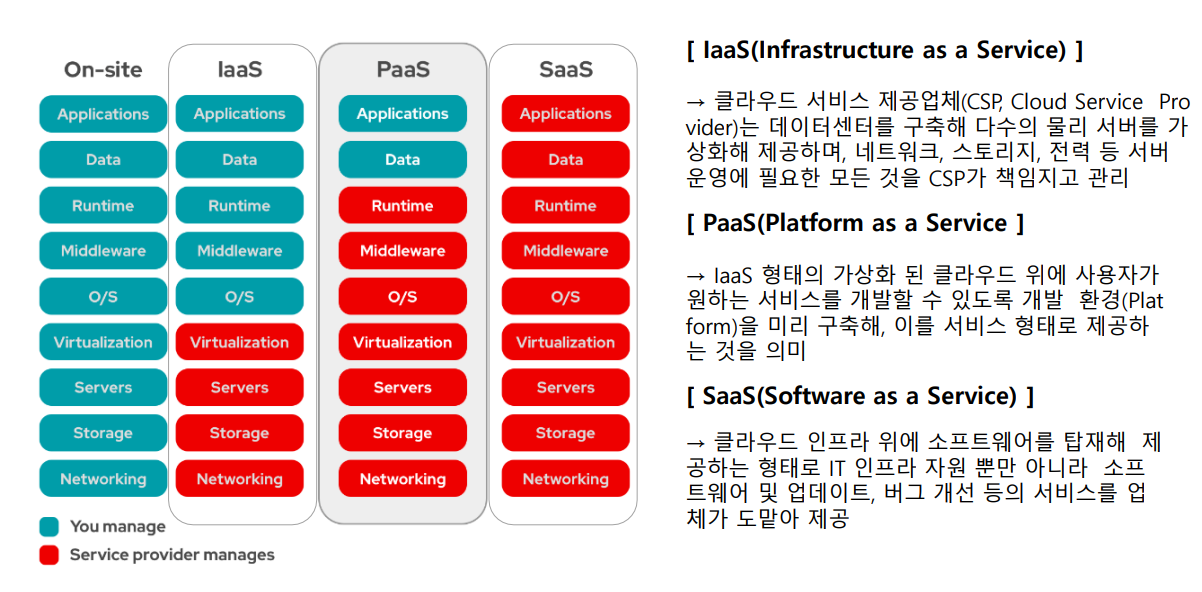 On-site
Applications
Data
Runtime
Middleware
O/S
Virtualization
Servers
Storage
Networking
IaaS
Applications
Data
Runtime
Middleware
O/S
Virtualization
Servers
Storage
Networking
PaaS
Applications
Data
Runtime
Middleware
O/S
Virtualization
Servers
Storage
Networking
SaaS
Applications
Data
Runtime
Middleware
O/S
Virtualization
Servers
Storage
Networking
You manage
Service provider manages
[ IaaS(Infrastructure as a Service) ]
→ 클라우드 서비스 제공업체(CSP, Cloud Service Pro
vider)는 데이터센터를 구축해 다수의 물리 서버를 가
상화해 제공하며, 네트워크, 스토리지, 전력 등 서버
운영에 필요한 모든 것을 CSP가 책임지고 관리
[ PaaS(Platform as a Service ]
→ IaaS 형태의 가상화 된 클라우드 위에 사용자가
원하는 서비스를 개발할 수 있도록 개발 환경(Plat
form)을 미리 구축해, 이를 서비스 형태로 제공하
는 것을 의미
[ SaaS(Software as a Service) ]
→ 클라우드 인프라 위에 소프트웨어를 탑재해 제
공하는 형태로 IT 인프라 자원 뿐만 아니라 소프
트웨어 및 업데이트, 버그 개선 등의 서비스를 업
체가 도맡아 제공